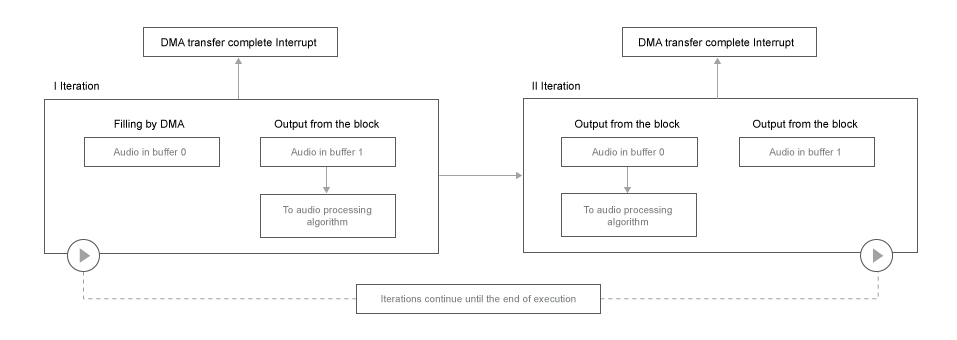 DMA transfer complete Interrupt
DMA transfer complete Interrupt
I Iteration
II Iteration
Filling by DMA
Output from the block
Output from the block
Output from the block
Audio in buffer 0
Audio in buffer 1
Audio in buffer 0
Audio in buffer 1
To audio processing
algorithm
To audio processing
algorithm
Iterations continue until the end of execution